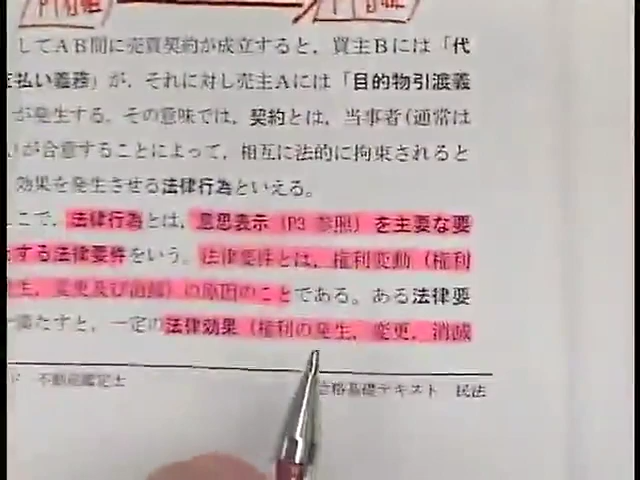 してAB間に売買契約が成立すると、買主Bには「代
払い義務」が、それに対し売主Aには「目的物引渡義
が発生する。その意味では、契約とは、当事者(通常は
が合意することによって、相互に法的に拘束されると
効果を発生させる法律行為といえる。
こで、法律行為とは、意思表示(P3 参照)を主要な要
する法律要件をいう。法律要件とは、権利変動(権利
生、変更及び消滅)の原因のことである。ある法律要
満たすと、一定の法律効果(権利の発生、変更、消滅
不動産鑑定士
合格基礎テキスト 民法